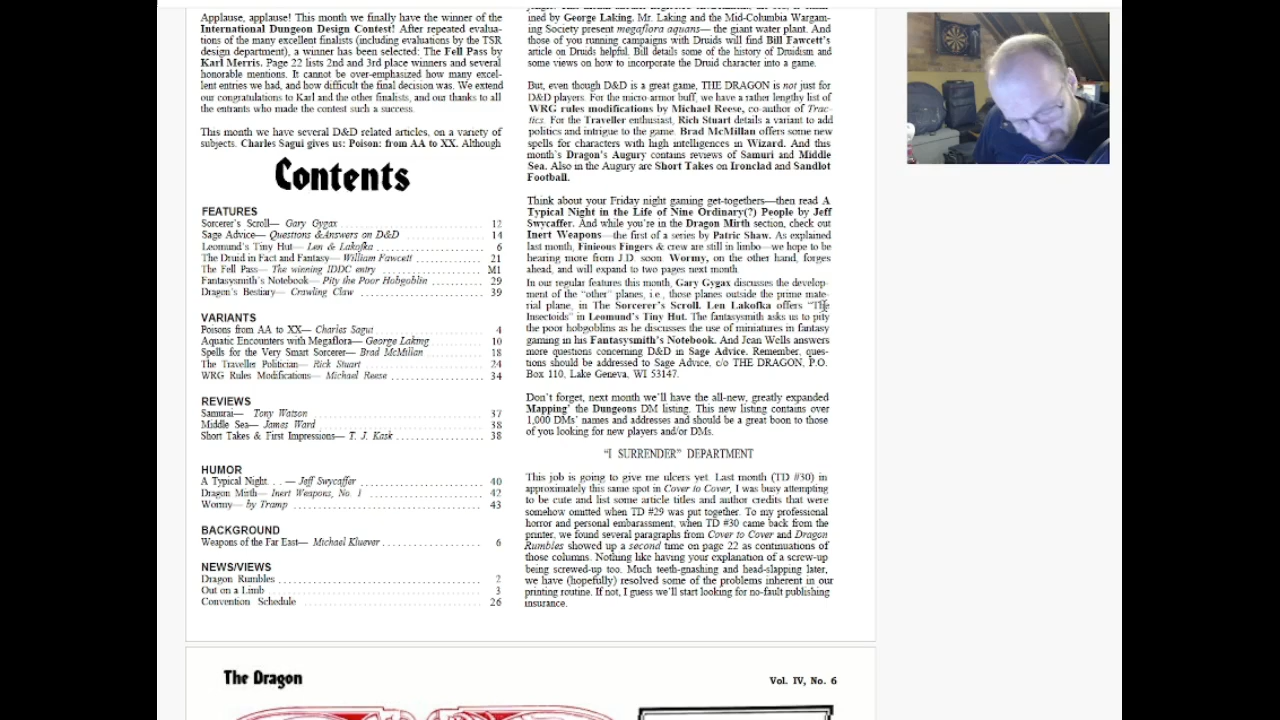 Applause, applause! This month we finally have the winner of the
International Dungeon Design Contest! After repeated evalua-
tions of the many excellent finalists (including evaluations by the TSR
design department), a winner has been selected: The Fell Pass by
Karl Merris. Page 22 lists 2nd and 3rd place winners and several
honorable mentions. It cannot be over-emphasized how many excel-
lent entries we had, and how difficult the final decision was. We extend
our congratulations to Karl and the other finalists, and our thanks to all
the entrants who made the contest such a success.
This month we have several D&D related articles, on a variety of
subjects. Charles Sagui gives us: Poison: from AA to XX. Although
Contents
FEATURES
Sorcerer's Scroll— Gary Gygax 12
Sage Advice— Questions &Answers on D&D 14
Leomund's Tiny Hut— Len & Lakofka 6
The Druid in Fact and Fantasy— William Fawcett 21
The Fell Pass— The winning IDDC entry M1
Fantasysmith's Notebook— Pity the Poor Hobgoblin 29
Dragon's Bestiary— Crawling Claw 39
VARIANTS
Poisons from AA to XX— Charles Sagui 4
Aquatic Encounters with Megaflora— George Laking 10
Spells for the Very Smart Sorcerer— Brad McMillan 18
The Traveller Politician— Rick Stuart 24
WRG Rules Modifications— Michael Reese 34
REVIEWS
Samurai— Tony Watson 37
Middle Sea— James Ward 38
Short Takes & First Impressions— T. J. Kask 38
HUMOR
A Typical Night. . . — Jeff Swycaffer 40
Dragon Mirth— Inert Weapons, No. 1 42
Wormy— by Tramp 43
BACKGROUND
Weapons of the Far East— Michael Kluever 6
NEWS/VIEWS
Dragon Rumbles 2
Out on a Limb 3
Convention Schedule 26
ined by George Laking. Mr. Laking and the Mid-Columbia Wargam-
ing Society present megaflora aquans— the giant water plant. And
those of you running campaigns with Druids will find Bill Fawcett's
article on Druids helpful. Bill details some of the history of Druidism and
some views on how to incorporate the Druid character into a game.
But, even though D&D is a great game, THE DRAGON is not just for
D&D players. For the micro-armor buff, we have a rather lengthy list of
WRG rules modifications by Michael Reese, co-author of Trac-
tics. For the Traveller enthusiast, Rich Stuart details a variant to add
politics and intrigue to the game. Brad McMillan offers some new
spells for characters with high intelligences in Wizard. And this
month's Dragon's Augury contains reviews of Samuri and Middle
Sea. Also in the Augury are Short Takes on Ironclad and Sandlot
Football.
Think about your Friday night gaming get-togethers—then read A
Typical Night in the Life of Nine Ordinary(?) People by Jeff
Swycaffer. And while you're in the Dragon Mirth section, check out
Inert Weapons—the first of a series by Patric Shaw. As explained
last month, Finieous Fingers & crew are still in limbo—we hope to be
hearing more from J.D. soon. Wormy, on the other hand, forges
ahead, and will expand to two pages next month.
In our regular features this month, Gary Gygax discusses the develop-
ment of the "other" planes, i.e., those planes outside the prime mate-
rial plane, in The Sorcerer's Scroll. Len Lakofka offers "The
Insectoids" in Leomund's Tiny Hut. The fantasysmith asks us to pity
the poor hobgoblins as he discusses the use of miniatures in fantasy
gaming in his Fantasysmith's Notebook. And Jean Wells answers
more questions concerning D&D in Sage Advice. Remember, ques-
tions should be addressed to Sage Advice, c/o THE DRAGON, P.O.
Box 110, Lake Geneva, WI 53147.
Don't forget, next month we'll have the all-new, greatly expanded
Mapping' the Dungeons DM listing. This new listing contains over
1,000 DMs' names and addresses and should be a great boon to those
of you looking for new players and/or DMs.
"I SURRENDER" DEPARTMENT
This job is going to give me ulcers yet. Last month (TD #30) in
approximately this same spot in Cover to Cover, I was busy attempting
to be cute and list some article titles and author credits that were
somehow omitted when TD #29 was put together. To my professional
horror and personal embarassment, when TD #30 came back from the
printer, we found several paragraphs from Cover to Cover and Dragon
Rumbles showed up a second time on page 22 as continuations of
those columns. Nothing like having your explanation of a screw-up
being screwed-up too. Much teeth-gnashing and head-slapping later,
we have (hopefully) resolved some of the problems inherent in our
printing routine. If not, I guess we'll start looking for no-fault publishing
insurance.
The Dragon
Vol. IV, No. 6